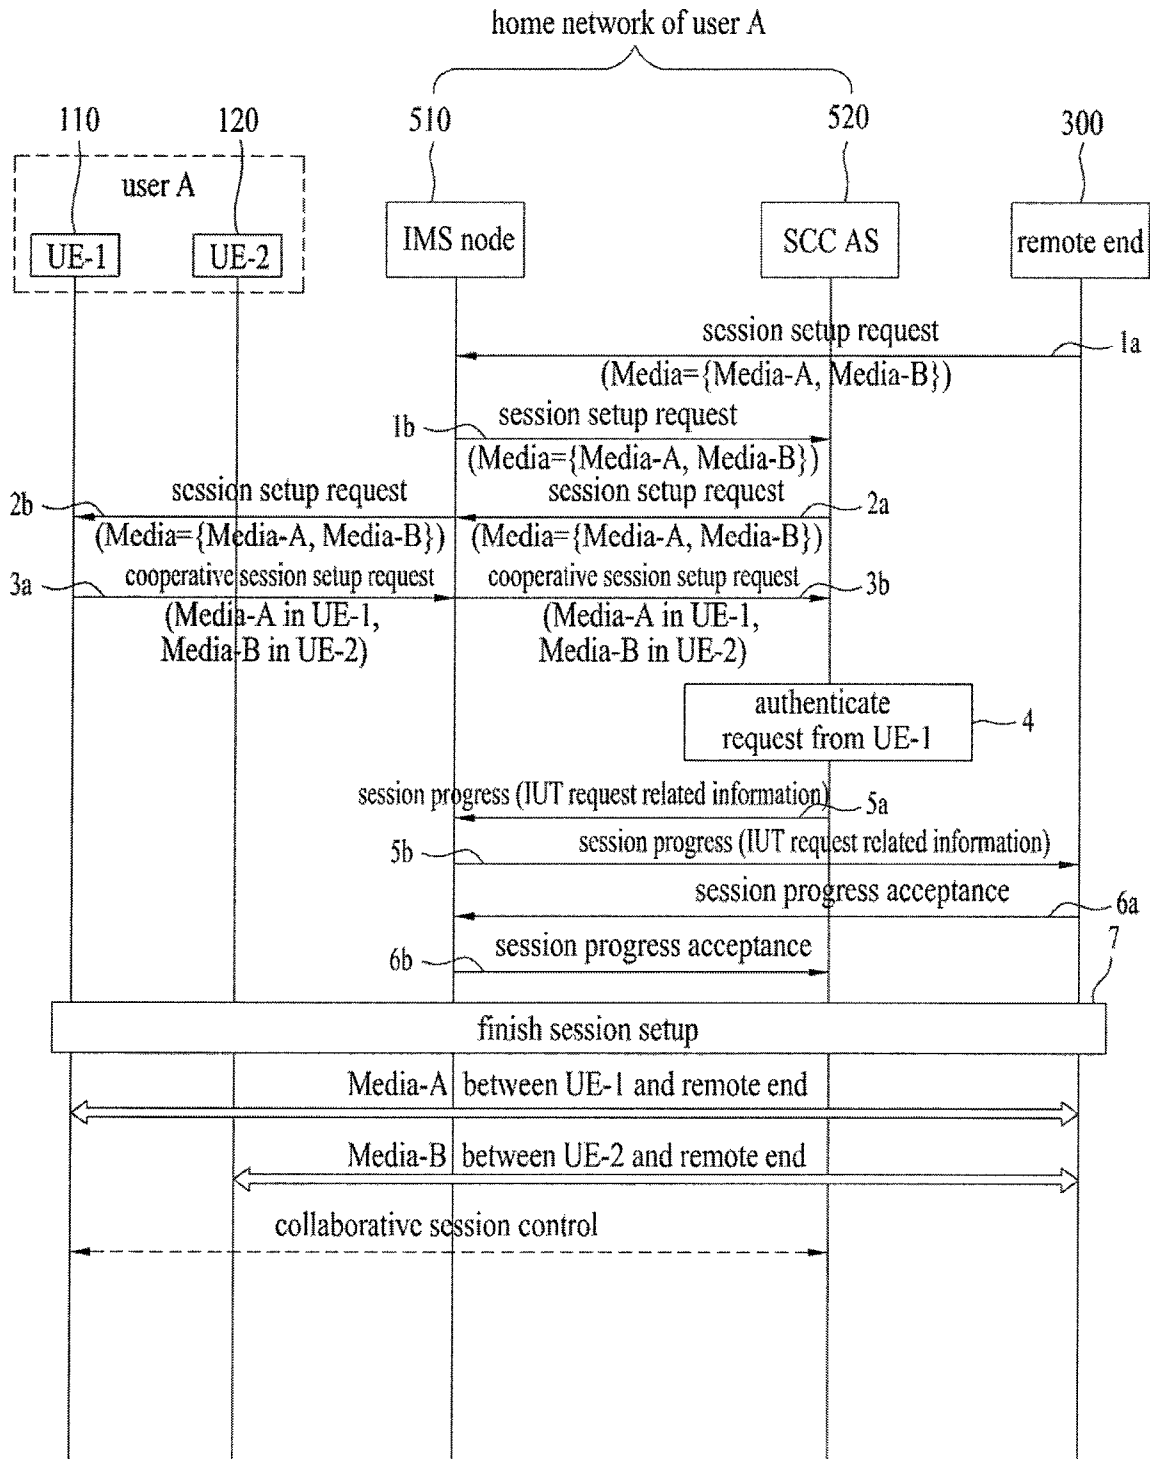 home network of user A
110
120
510
520
300
user A
UE-1
UE-2
IMS node
SCC AS
remote end
session setup request
1a
(Media={Media-A, Media-B})
session setup request
1b
(Media={Media-A, Media-B})
session setup request
session setup request
2b
2a
(Media={Media-A, Media-B})
(Media={Media-A, Media-B})
cooperative session setup request
cooperative session setup request
3a
3b
(Media-A in UE-1,
Media-B in UE-2)
(Media-A in UE-1,
Media-B in UE-2)
authenticate
request from UE-1
4
session progress (IUT request related information)
5a
session progress (IUT request related information)
5b
session progress acceptance
6a
session progress acceptance
6b
7
finish session setup
Media-A between UE-1 and remote end
Media-B between UE-2 and remote end
collaborative session control